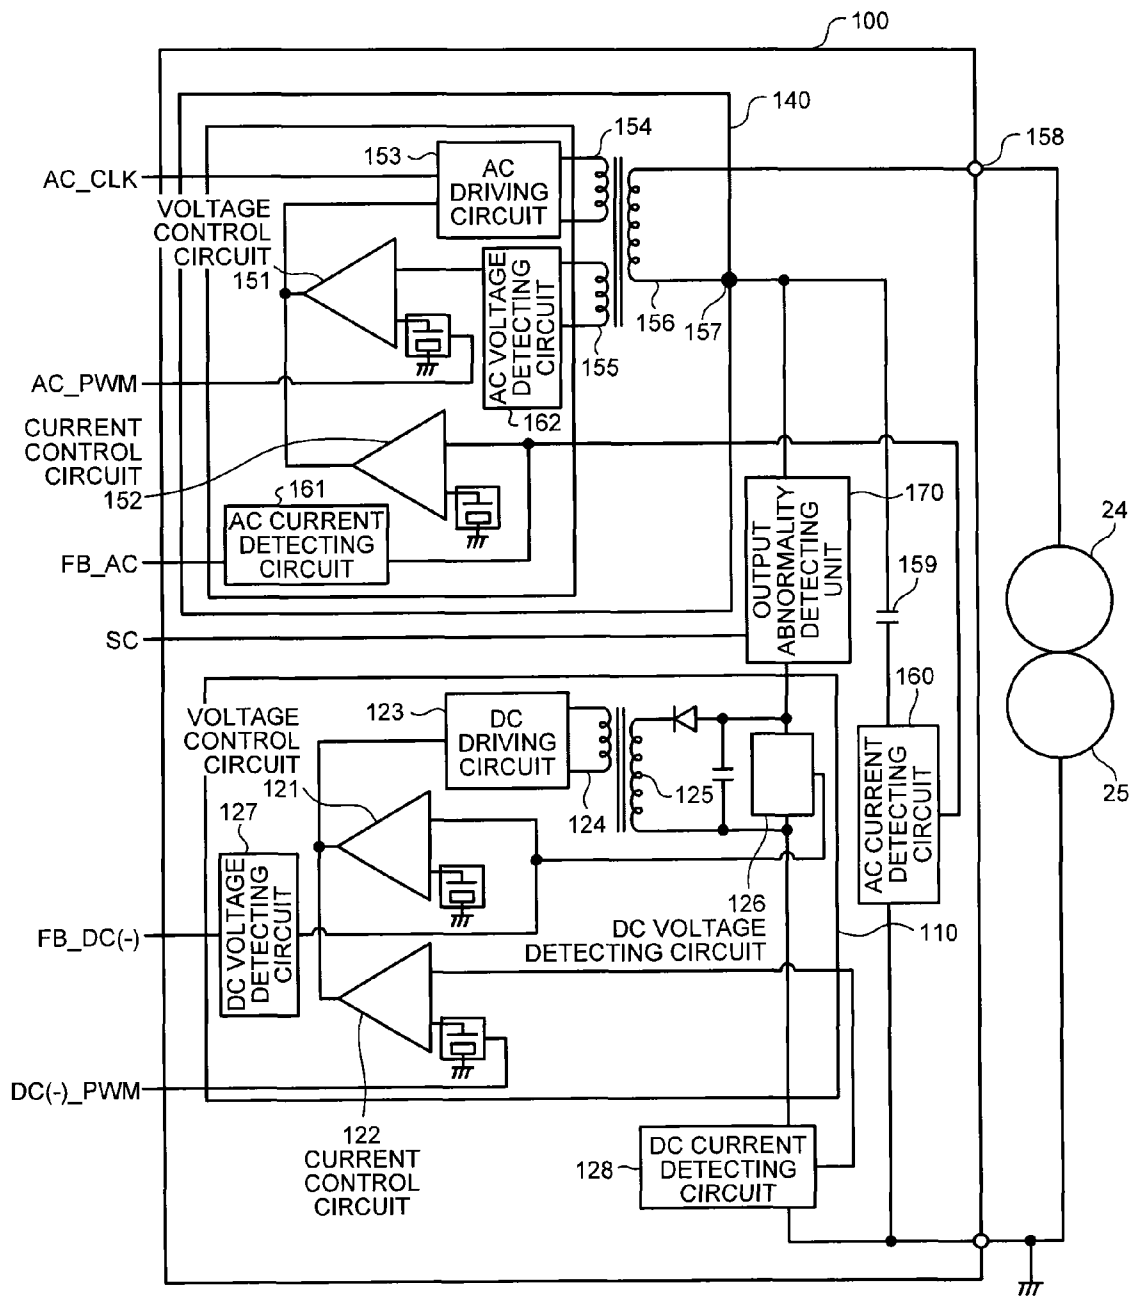 100
140
154
158
153
AC
DRIVING
CIRCUIT
AC_CLK
VOLTAGE
CONTROL
CIRCUIT
151
AC VOLTAGE
DETECTING
CIRCUIT
156
157
155
AC_PWM
162
CURRENT
CONTROL
CIRCUIT
152
161
AC CURRENT
DETECTING
CIRCUIT
FB_AC
170
OUTPUT
ABNORMALITY
DETECTING
UNIT
24
159
SC
160
123
DC
DRIVING
CIRCUIT
VOLTAGE
CONTROL
CIRCUIT
121
125
124
25
AC CURRENT
DETECTING
CIRCUIT
127
DC VOLTAGE
DETECTING
CIRCUIT
126
DC VOLTAGE
DETECTING CIRCUIT
110
FB_DC(-)
DC(-)_PWM
122
CURRENT
CONTROL
CIRCUIT
128
DC CURRENT
DETECTING
CIRCUIT